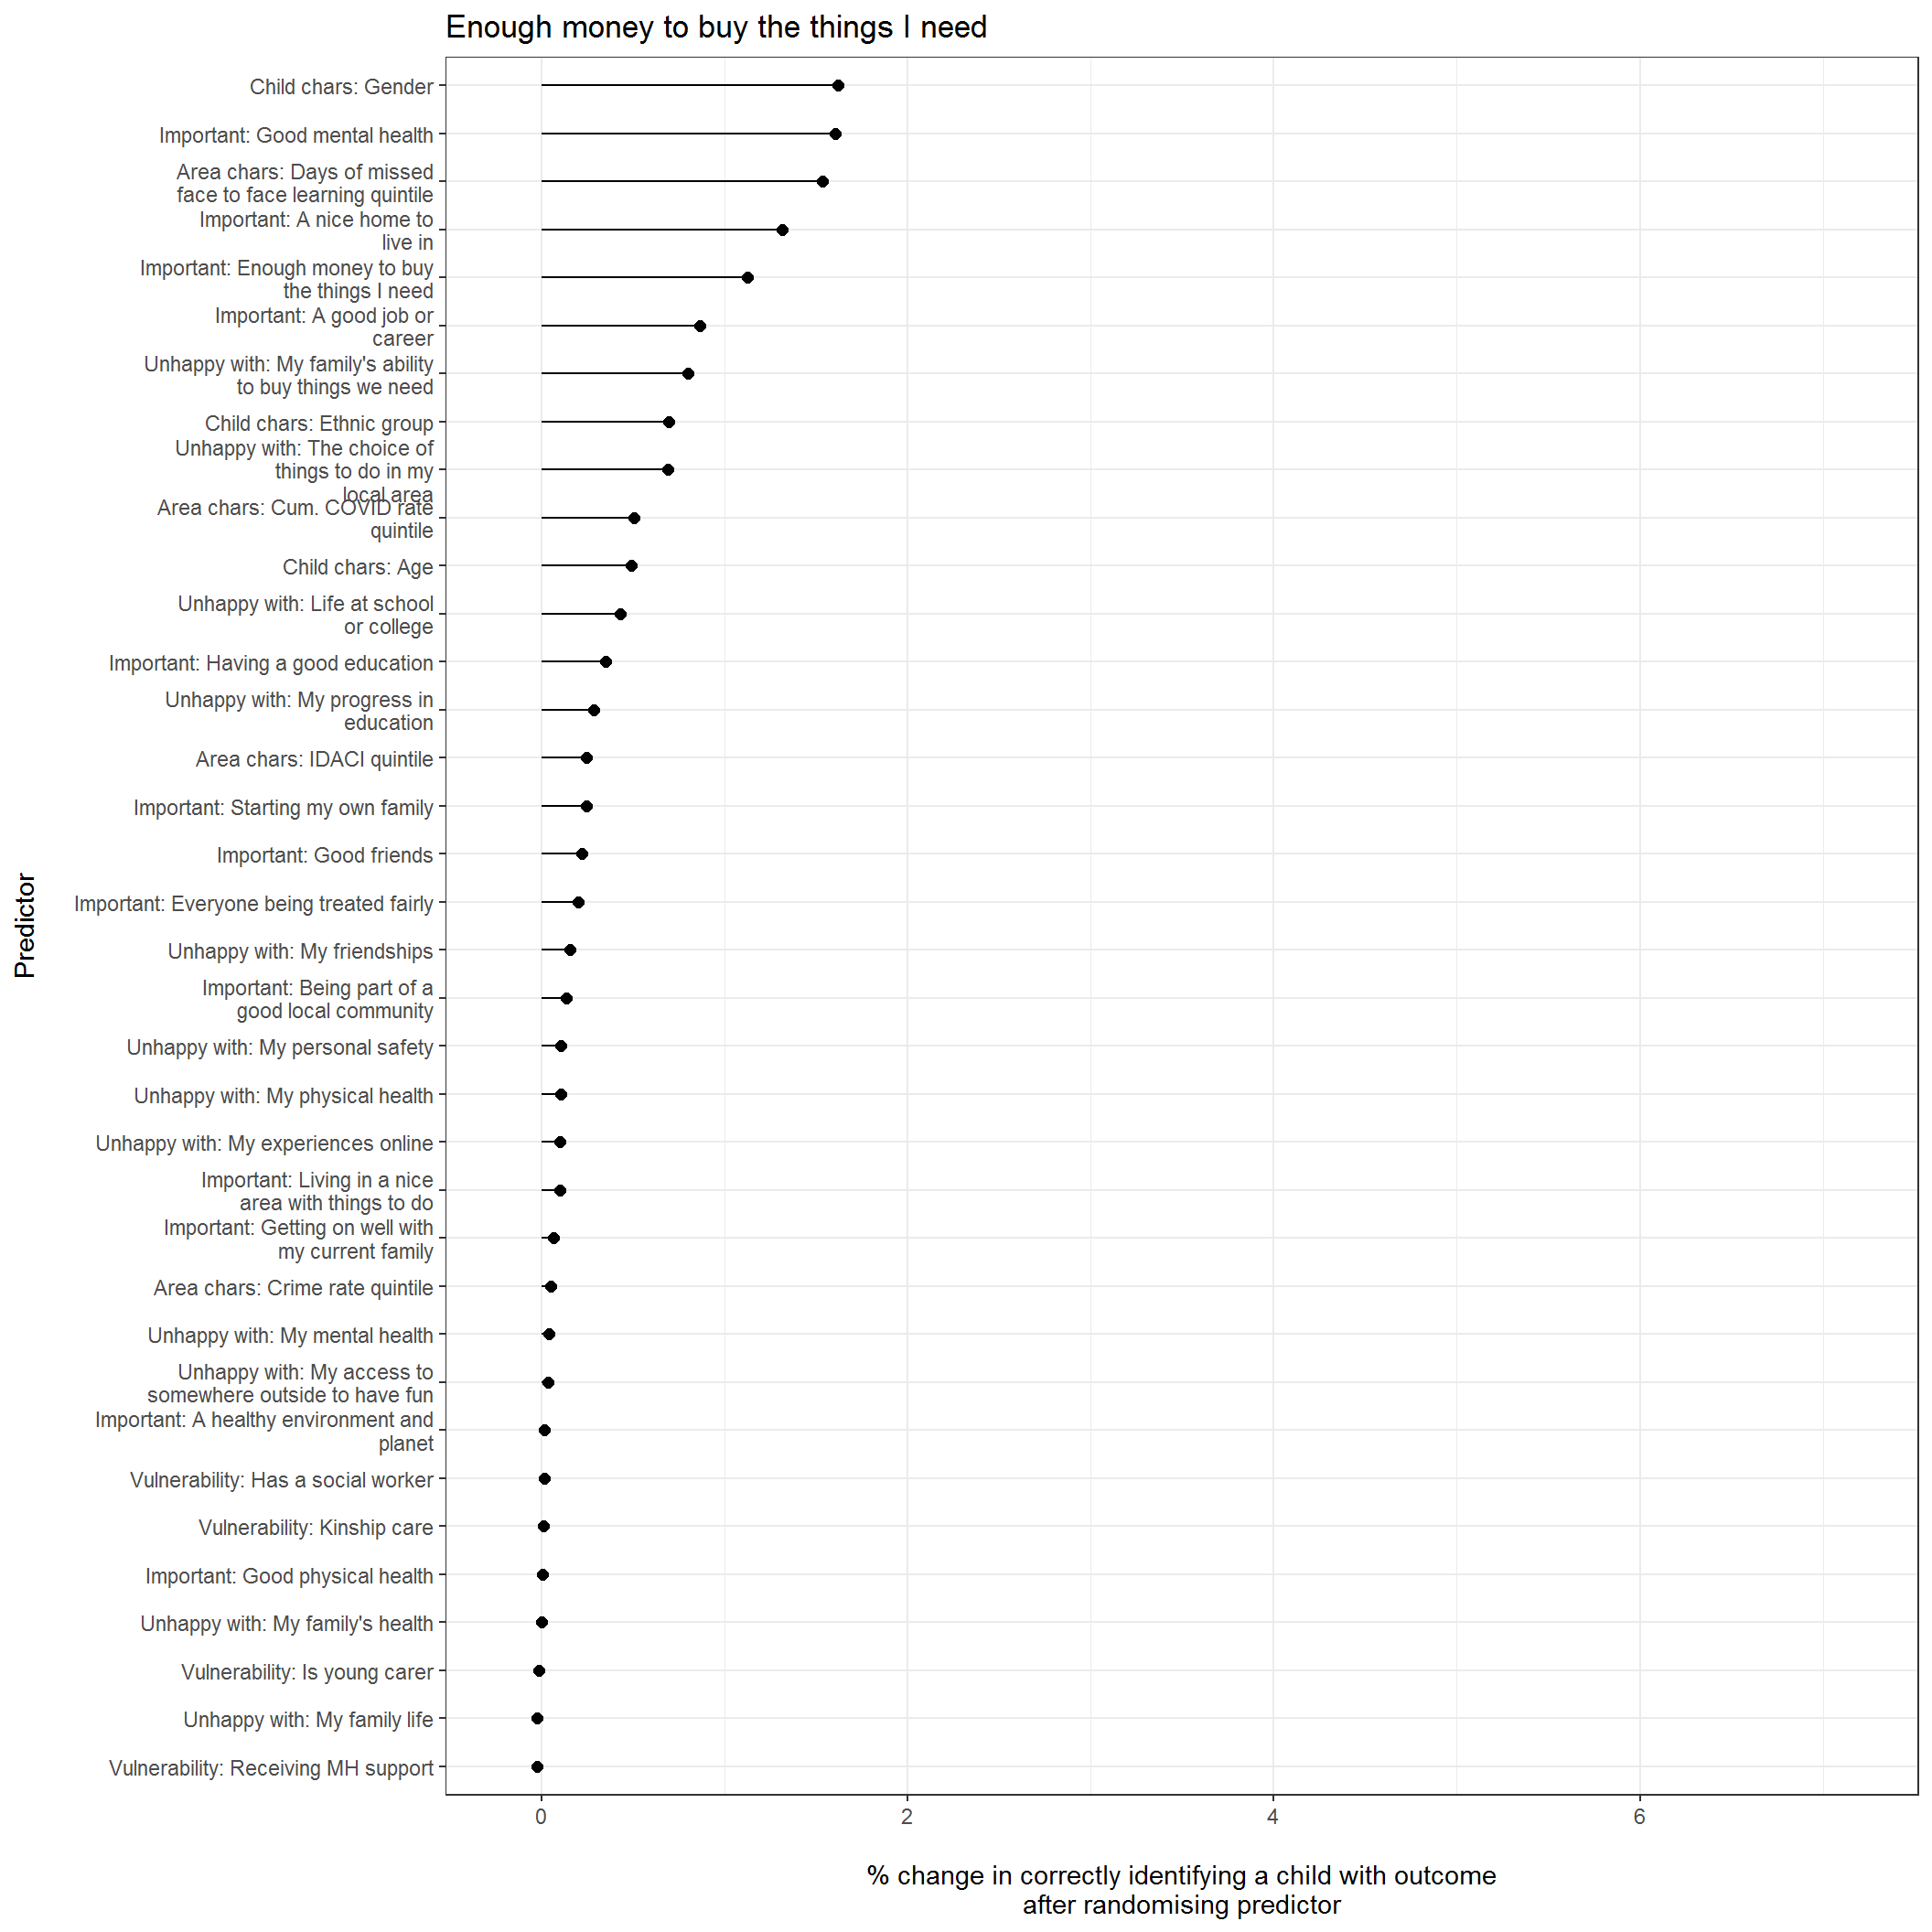 Enough money to buy the things I need
Child chars: Gender
Important: Good mental health
Area chars: Days of missed
face to face learning quintile
Important: A nice home to
live in
Important: Enough money to buy
the things I need
Important: A good job or
career
Unhappy with: My family's ability
to buy things we need
Child chars: Ethnic group
Unhappy with: The choice of
things to do in my
local area
Area chars: Cum. COVID rate
quintile
Child chars: Age
Unhappy with: Life at school
or college
Important: Having a good education
Unhappy with: My progress in
education
Area chars: IDACI quintile
Important: Starting my own family
Important: Good friends
Important: Everyone being treated fairly
Unhappy with: My friendships
Important: Being part of a
good local community
Unhappy with: My personal safety
Unhappy with: My physical health
Unhappy with: My experiences online
Important: Living in a nice
area with things to do
Important: Getting on well with
my current family
Area chars: Crime rate quintile
Unhappy with: My mental health
Unhappy with: My access to
somewhere outside to have fun
Important: A healthy environment and
planet
Vulnerability: Has a social worker
Vulnerability: Kinship care
Important: Good physical health
Unhappy with: My family's health
Vulnerability: Is young carer
Unhappy with: My family life
Vulnerability: Receiving MH support
Predictor
0 2 4 6
% change in correctly identifying a child with outcome
after randomising predictor